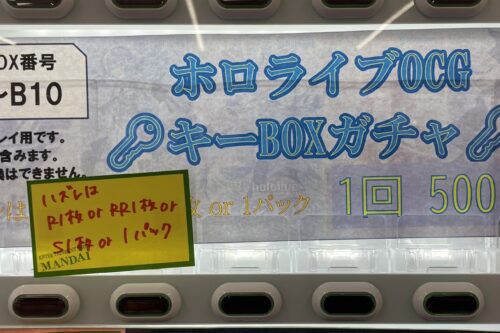 OX番号
~B10
レイ用です。
含みます。
はできません。
ホロライブOCG
キーBOXガチャ
or 1パック
1回 500
ハズレは
R1枚 or RR1枚 or
S1枚 or 1パック
MANDAI